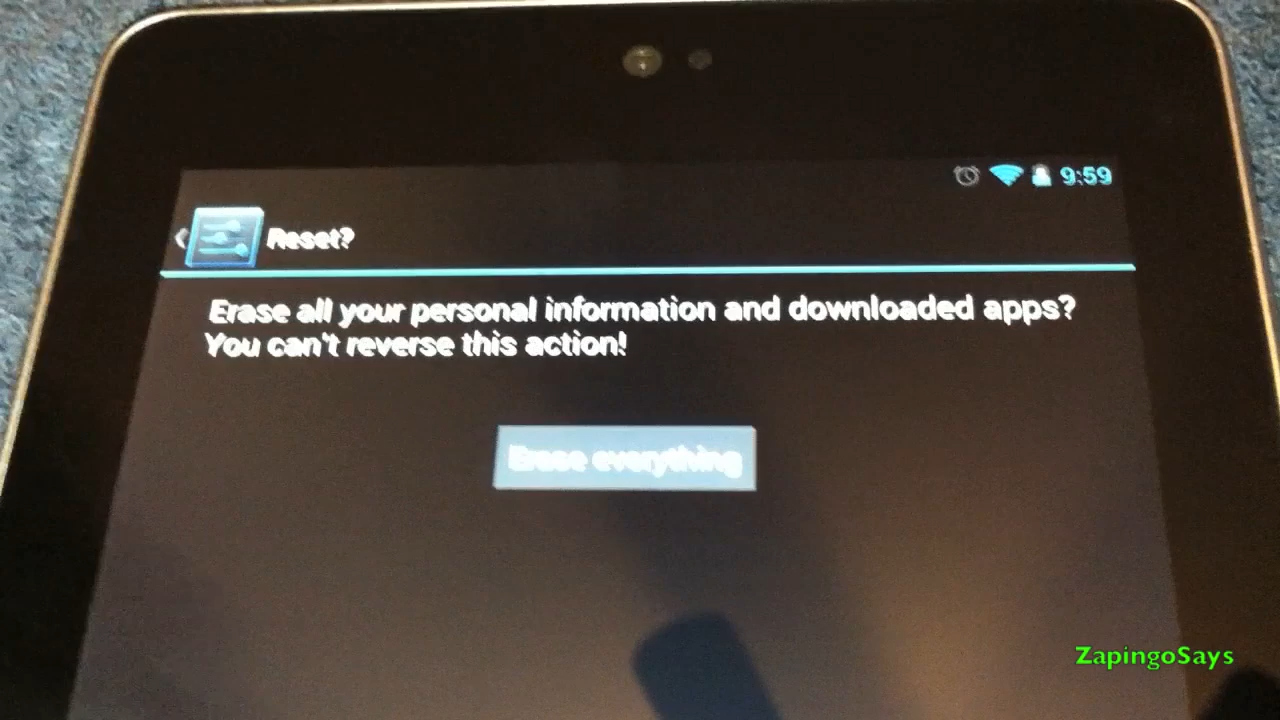 9:59
Reset?
Erase all your personal information and downloaded apps?
You can't reverse this action!
Erase everything
ZapingoSays